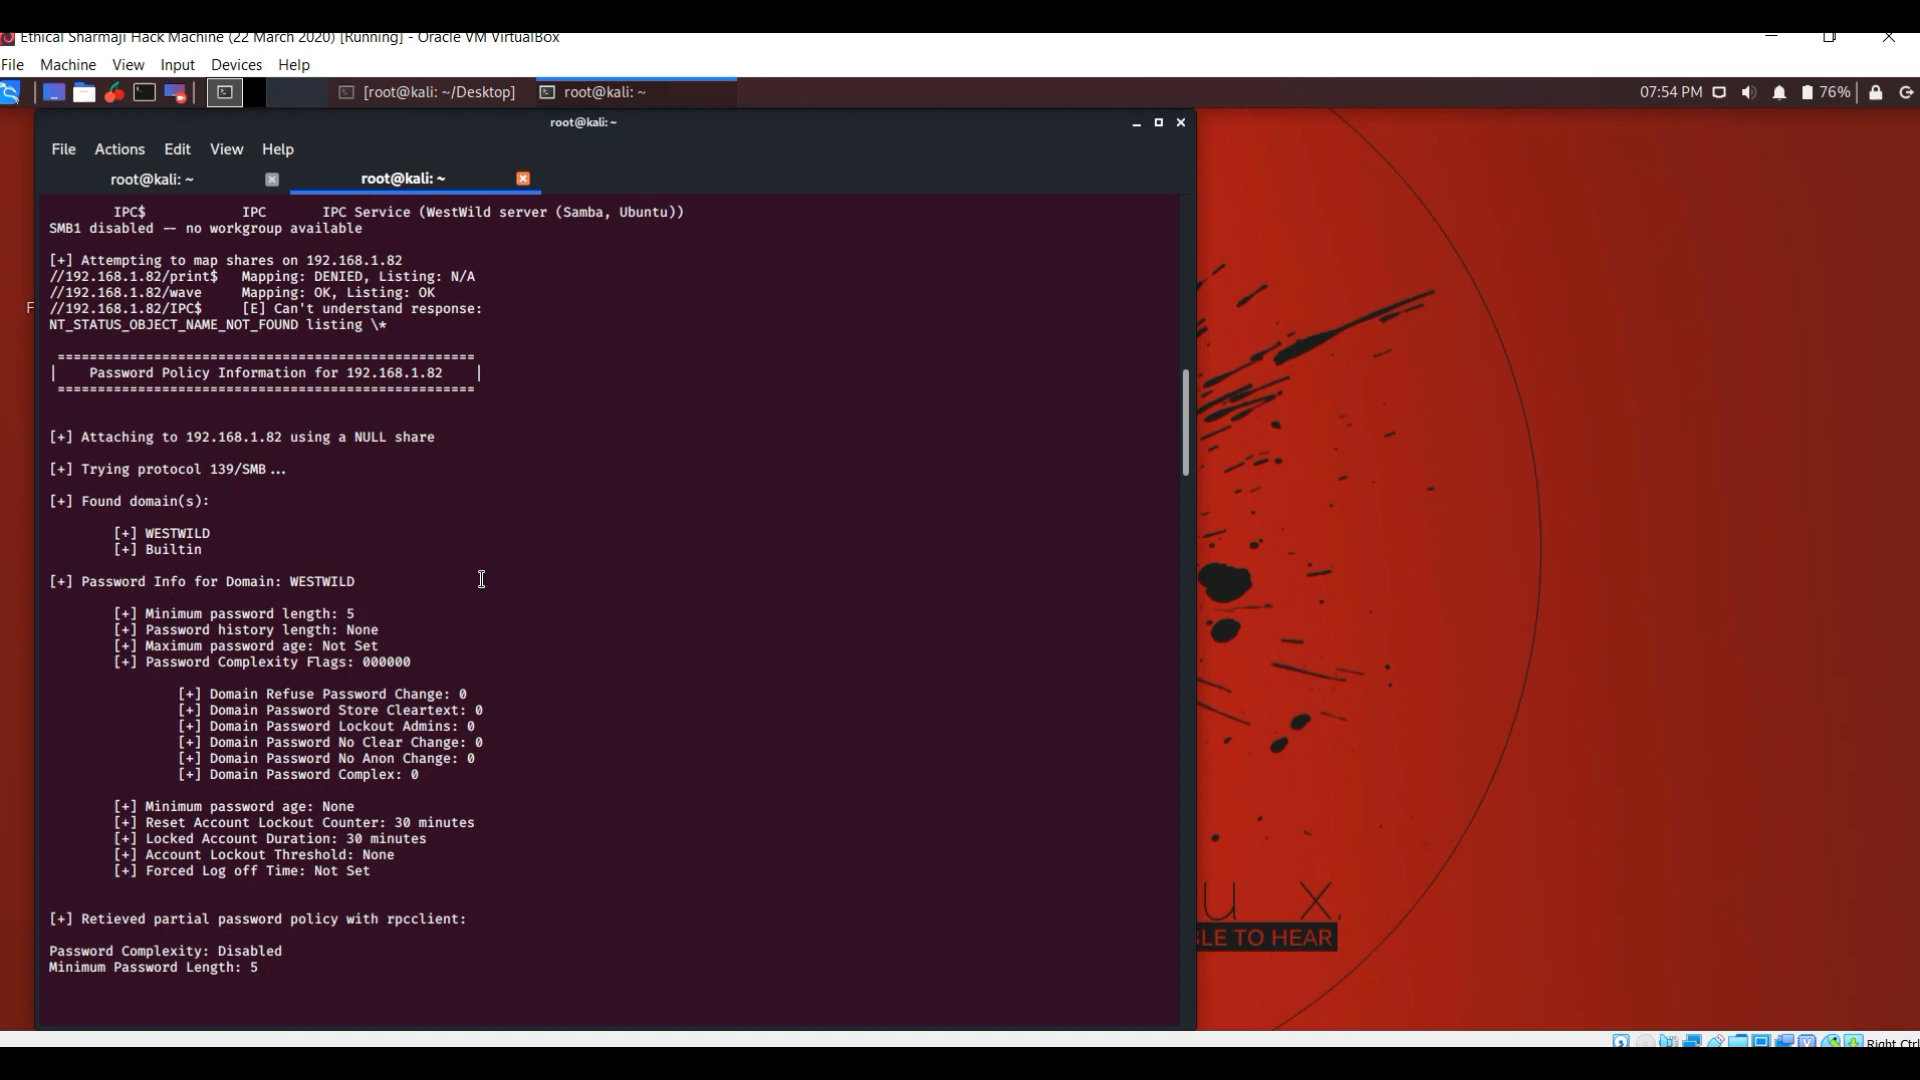 Ethical Sharmaji Hack Machine (22 March 2020) [Running] - Oracle VM VirtualBox
File Machine View Input Devices Help
[root@kali: ~/Desktop] root@kali: ~ 07:54 PM 76%
root@kali: ~
File Actions Edit View Help
root@kali: ~ root@kali: ~
IPC$ IPC IPC Service (WestWild server (Samba, Ubuntu))
SMB1 disabled -- no workgroup available
[+] Attempting to map shares on 192.168.1.82
//192.168.1.82/print$ Mapping: DENIED, Listing: N/A
//192.168.1.82/wave Mapping: OK, Listing: OK
//192.168.1.82/IPC$ [E] Can't understand response:
NT_STATUS_OBJECT_NAME_NOT_FOUND listing \*
====================================================
| Password Policy Information for 192.168.1.82 |
====================================================
[+] Attaching to 192.168.1.82 using a NULL share
[+] Trying protocol 139/SMB...
[+] Found domain(s):
[+] WESTWILD
[+] Builtin
[+] Password Info for Domain: WESTWILD
[+] Minimum password length: 5
[+] Password history length: None
[+] Maximum password age: Not Set
[+] Password Complexity Flags: 000000
[+] Domain Refuse Password Change: 0
[+] Domain Password Store Cleartext: 0
[+] Domain Password Lockout Admins: 0
[+] Domain Password No Clear Change: 0
[+] Domain Password No Anon Change: 0
[+] Domain Password Complex: 0
[+] Minimum password age: None
[+] Reset Account Lockout Counter: 30 minutes
[+] Locked Account Duration: 30 minutes
[+] Account Lockout Threshold: None
[+] Forced Log off Time: Not Set
[+] Retieved partial password policy with rpcclient:
Password Complexity: Disabled
Minimum Password Length: 5
F
u x
BLE TO HEAR
Right Ctrl